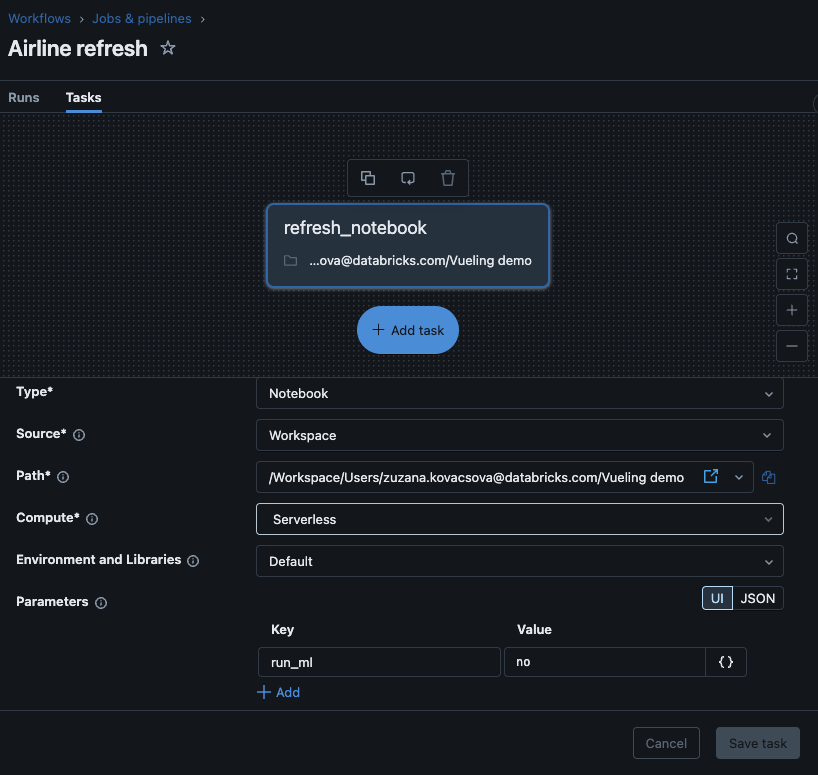 Workflows › Jobs & pipelines ›
Airline refresh
Runs Tasks
refresh_notebook
...ova@databricks.com/Vueling demo
+ Add task
Type* Notebook
Source* Workspace
Path* /Workspace/Users/zuzana.kovacsova@databricks.com/Vueling demo
Compute* Serverless
Environment and Libraries Default
Parameters UI JSON
Key Value
run_ml no {}
+ Add
Cancel Save task